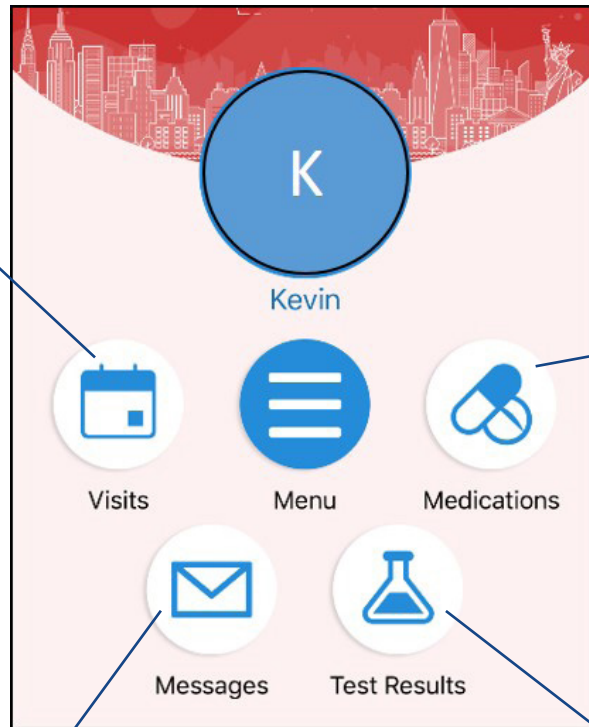 K
Kevin
Visits
Menu
Medications
Messages
Test Results